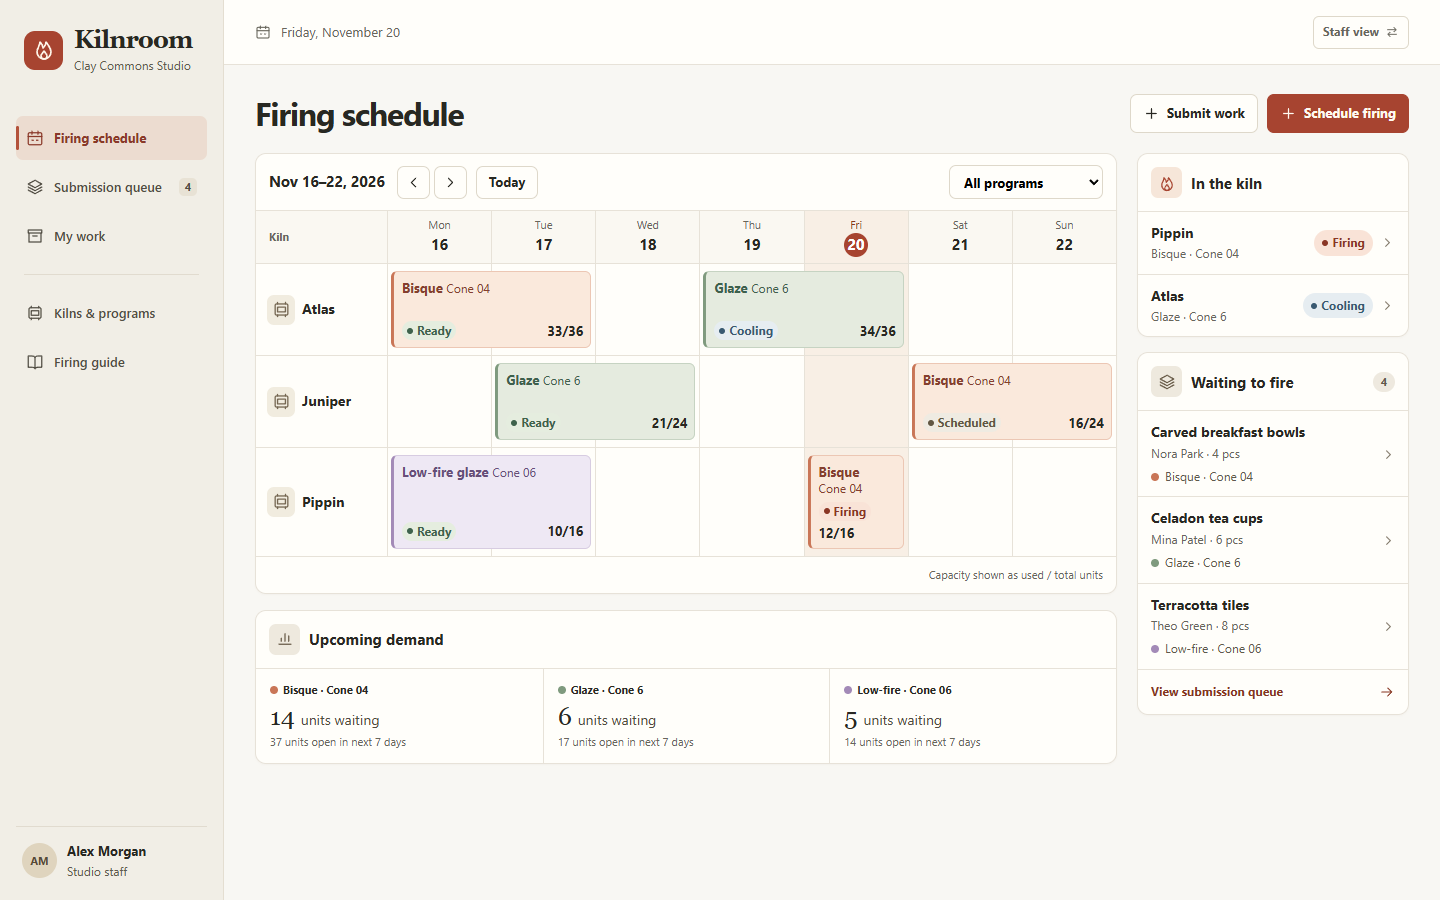 Kilnroom
Clay Commons Studio
Firing schedule
Submission queue 4
My work
Kilns & programs
Firing guide
AM
Alex Morgan
Studio staff
Friday, November 20
Staff view
Firing schedule
Submit work
Schedule firing
Nov 16–22, 2026
Today
All programs
Kiln
Mon 16
Tue 17
Wed 18
Thu 19
Fri 20
Sat 21
Sun 22
Atlas
Bisque Cone 04
Ready 33/36
Glaze Cone 6
Cooling 34/36
Juniper
Glaze Cone 6
Ready 21/24
Bisque Cone 04
Scheduled 16/24
Pippin
Low-fire glaze Cone 06
Ready 10/16
Bisque
Cone 04
Firing
12/16
Capacity shown as used / total units
Upcoming demand
Bisque · Cone 04
14 units waiting
37 units open in next 7 days
Glaze · Cone 6
6 units waiting
17 units open in next 7 days
Low-fire · Cone 06
5 units waiting
14 units open in next 7 days
In the kiln
Pippin
Bisque · Cone 04
Firing
Atlas
Glaze · Cone 6
Cooling
Waiting to fire 4
Carved breakfast bowls
Nora Park · 4 pcs
Bisque · Cone 04
Celadon tea cups
Mina Patel · 6 pcs
Glaze · Cone 6
Terracotta tiles
Theo Green · 8 pcs
Low-fire · Cone 06
View submission queue